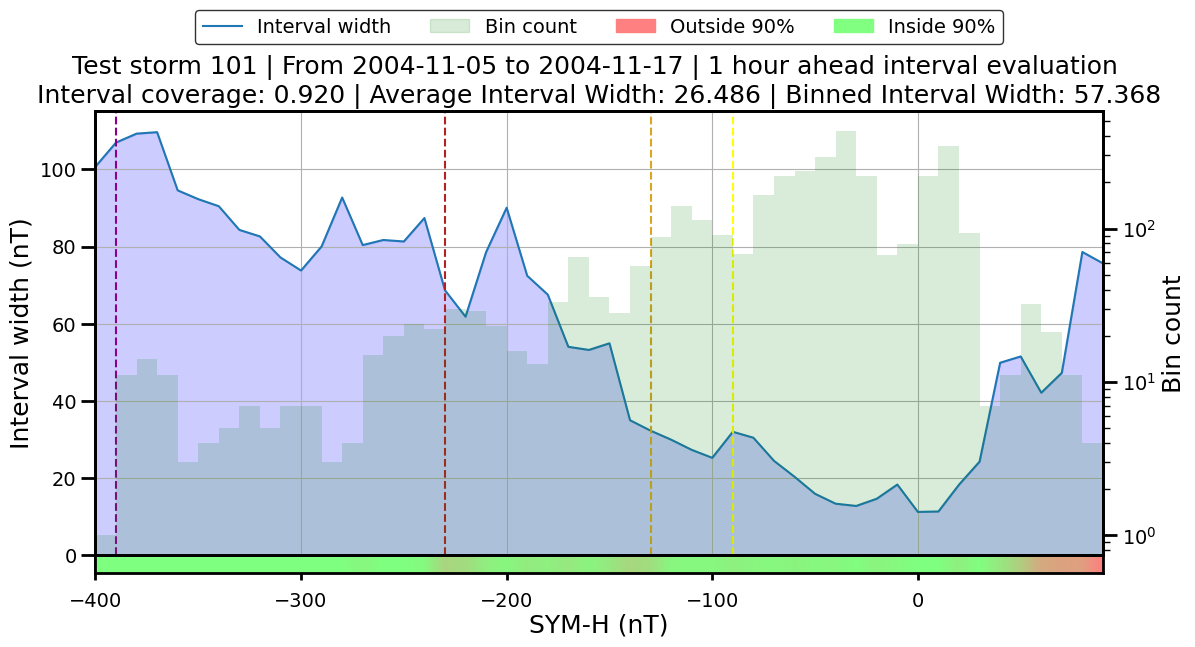 Interval width Bin count Outside 90% Inside 90%
Test storm 101 | From 2004-11-05 to 2004-11-17 | 1 hour ahead interval evaluation
Interval coverage: 0.920 | Average Interval Width: 26.486 | Binned Interval Width: 57.368
Interval width (nT)
100
80
60
40
20
0
10²
10¹
10⁰
Bin count
−400 −300 −200 −100 0
SYM-H (nT)